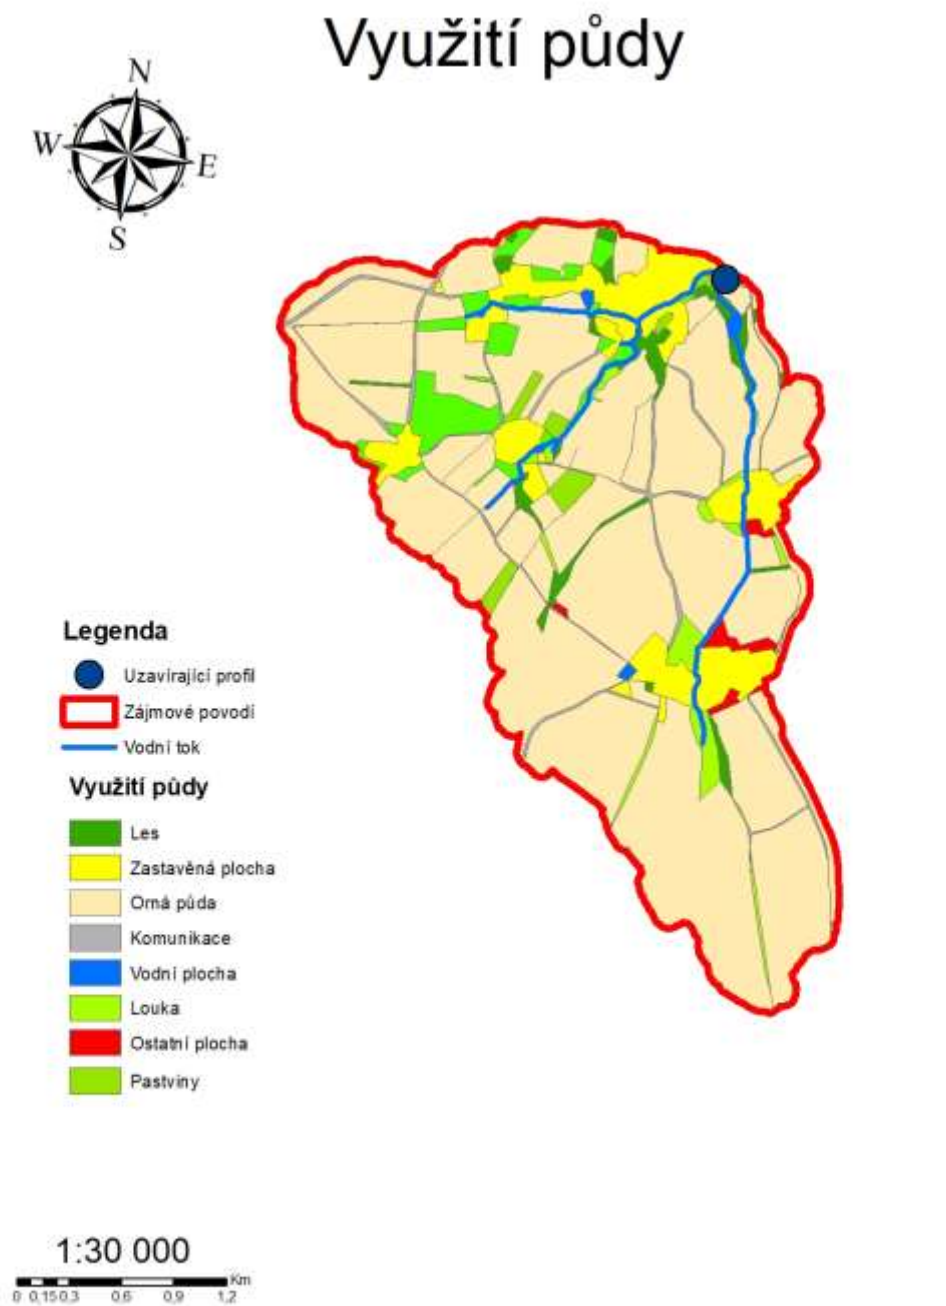 Využití půdy
N
W
E
S
Legenda
Uzavírající profil
Zájmové povodí
Vodní tok
Využití půdy
Les
Zastavěná plocha
Orná půda
Komunikace
Vodní plocha
Louka
Ostatní plocha
Pastviny
1:30 000
Km
0 0,15 0,3 0,6 0,9 1,2